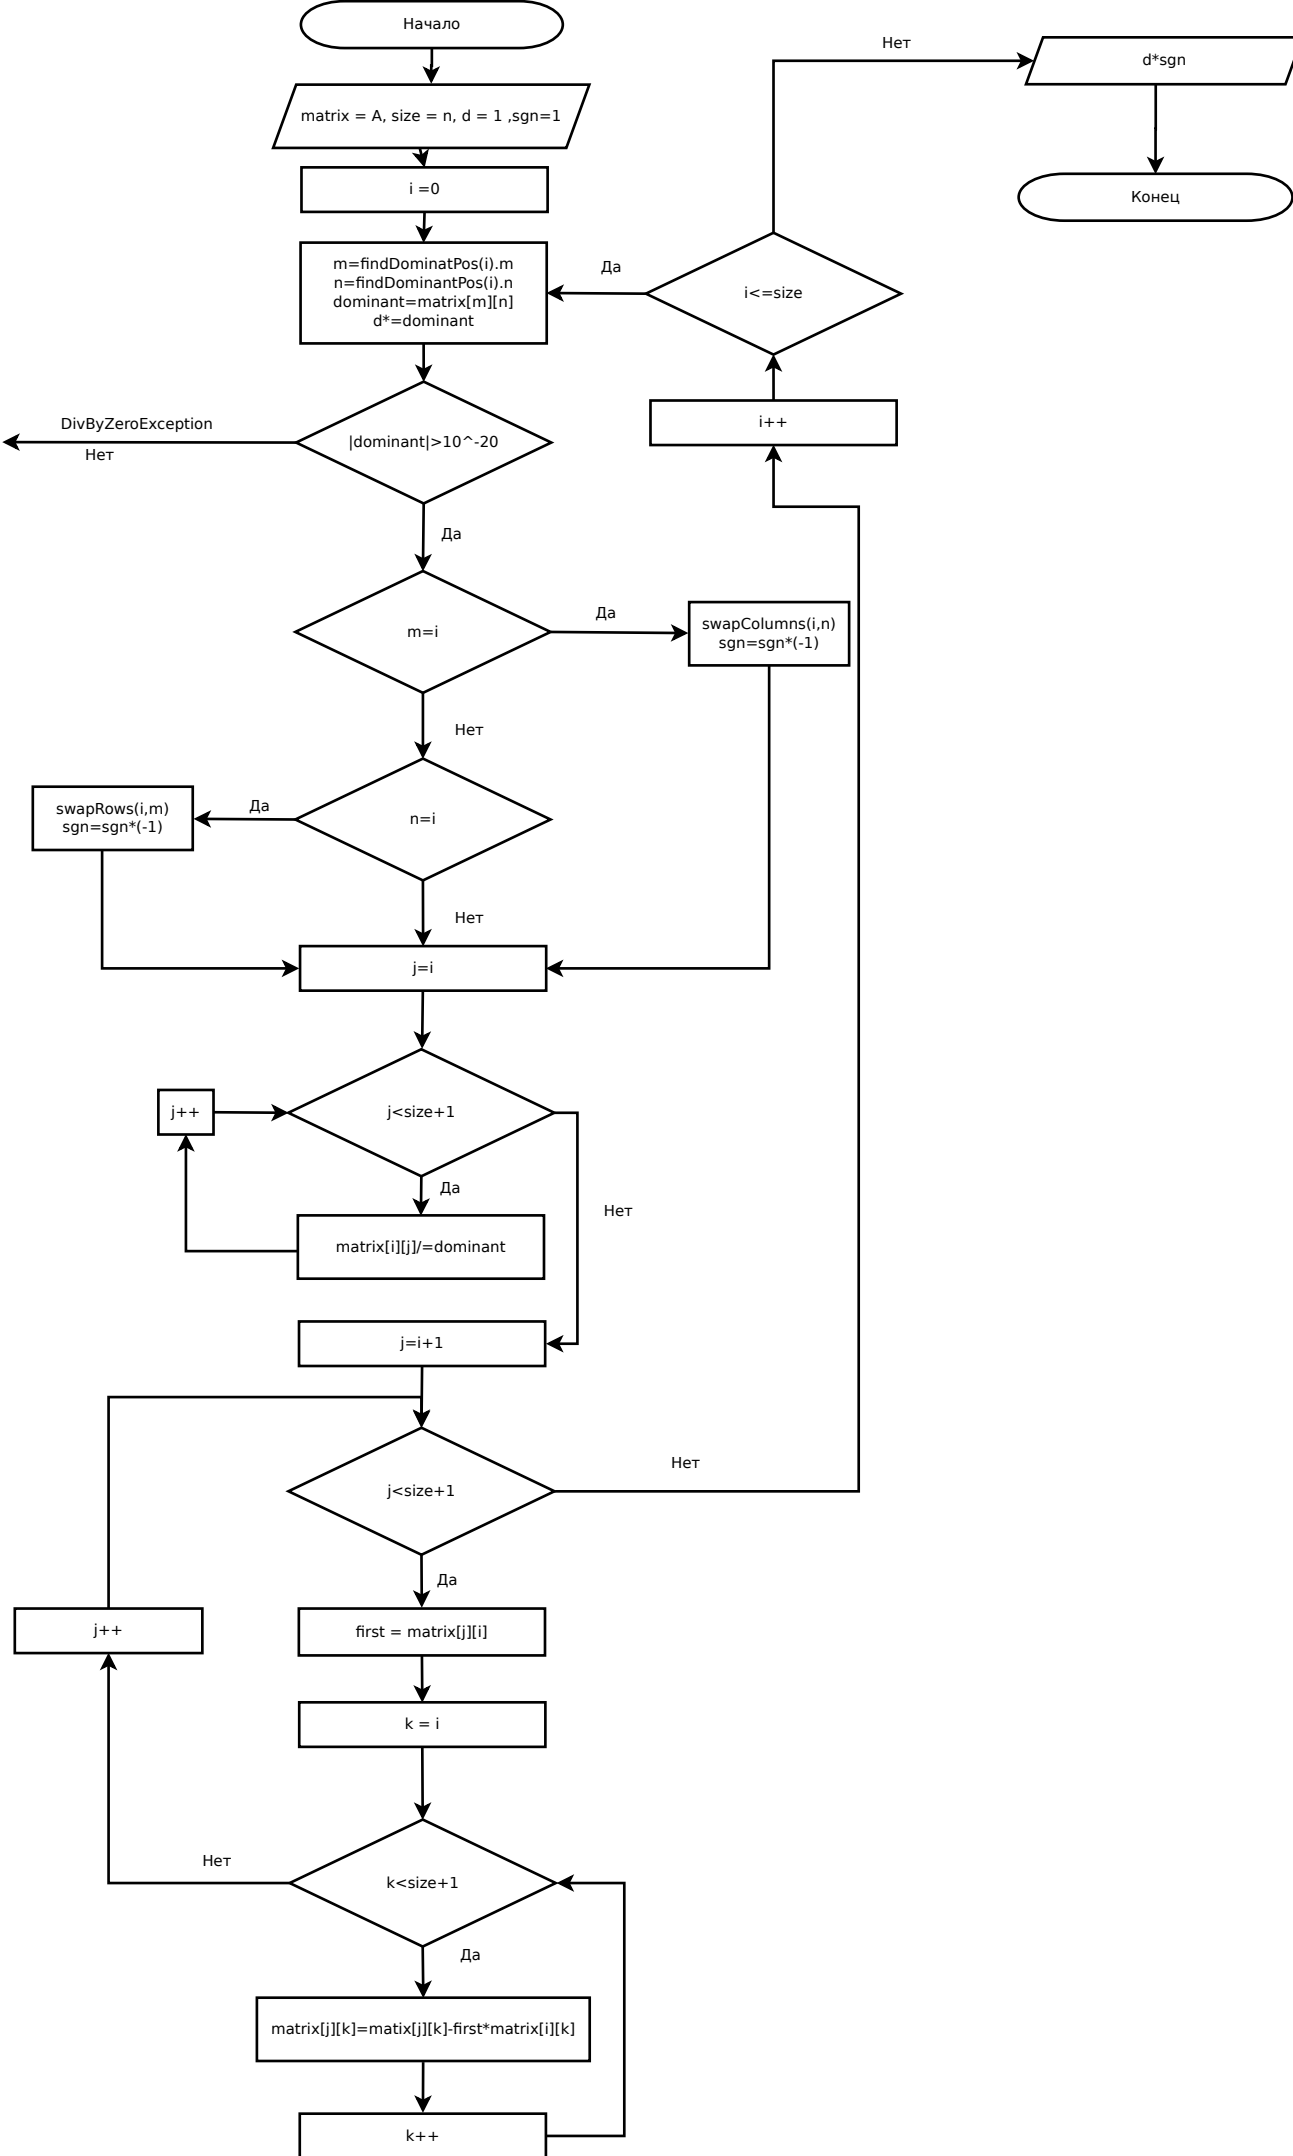 Начало
matrix = A, size = n, d = 1 ,sgn=1
i =0
m=findDominatPos(i).m
n=findDominantPos(i).n
dominant=matrix[m][n]
d*=dominant
Да
i<=size
Нет
d*sgn
Конец
i++
DivByZeroException
Нет
|dominant|>10^-20
Да
m=i
Да
swapColumns(i,n)
sgn=sgn*(-1)
Нет
n=i
Да
swapRows(i,m)
sgn=sgn*(-1)
Нет
j=i
j++
j<size+1
Да
Нет
matrix[i][j]/=dominant
j=i+1
j<size+1
Нет
Да
first = matrix[j][i]
j++
k = i
k<size+1
Нет
Да
matrix[j][k]=matix[j][k]-first*matrix[i][k]
k++